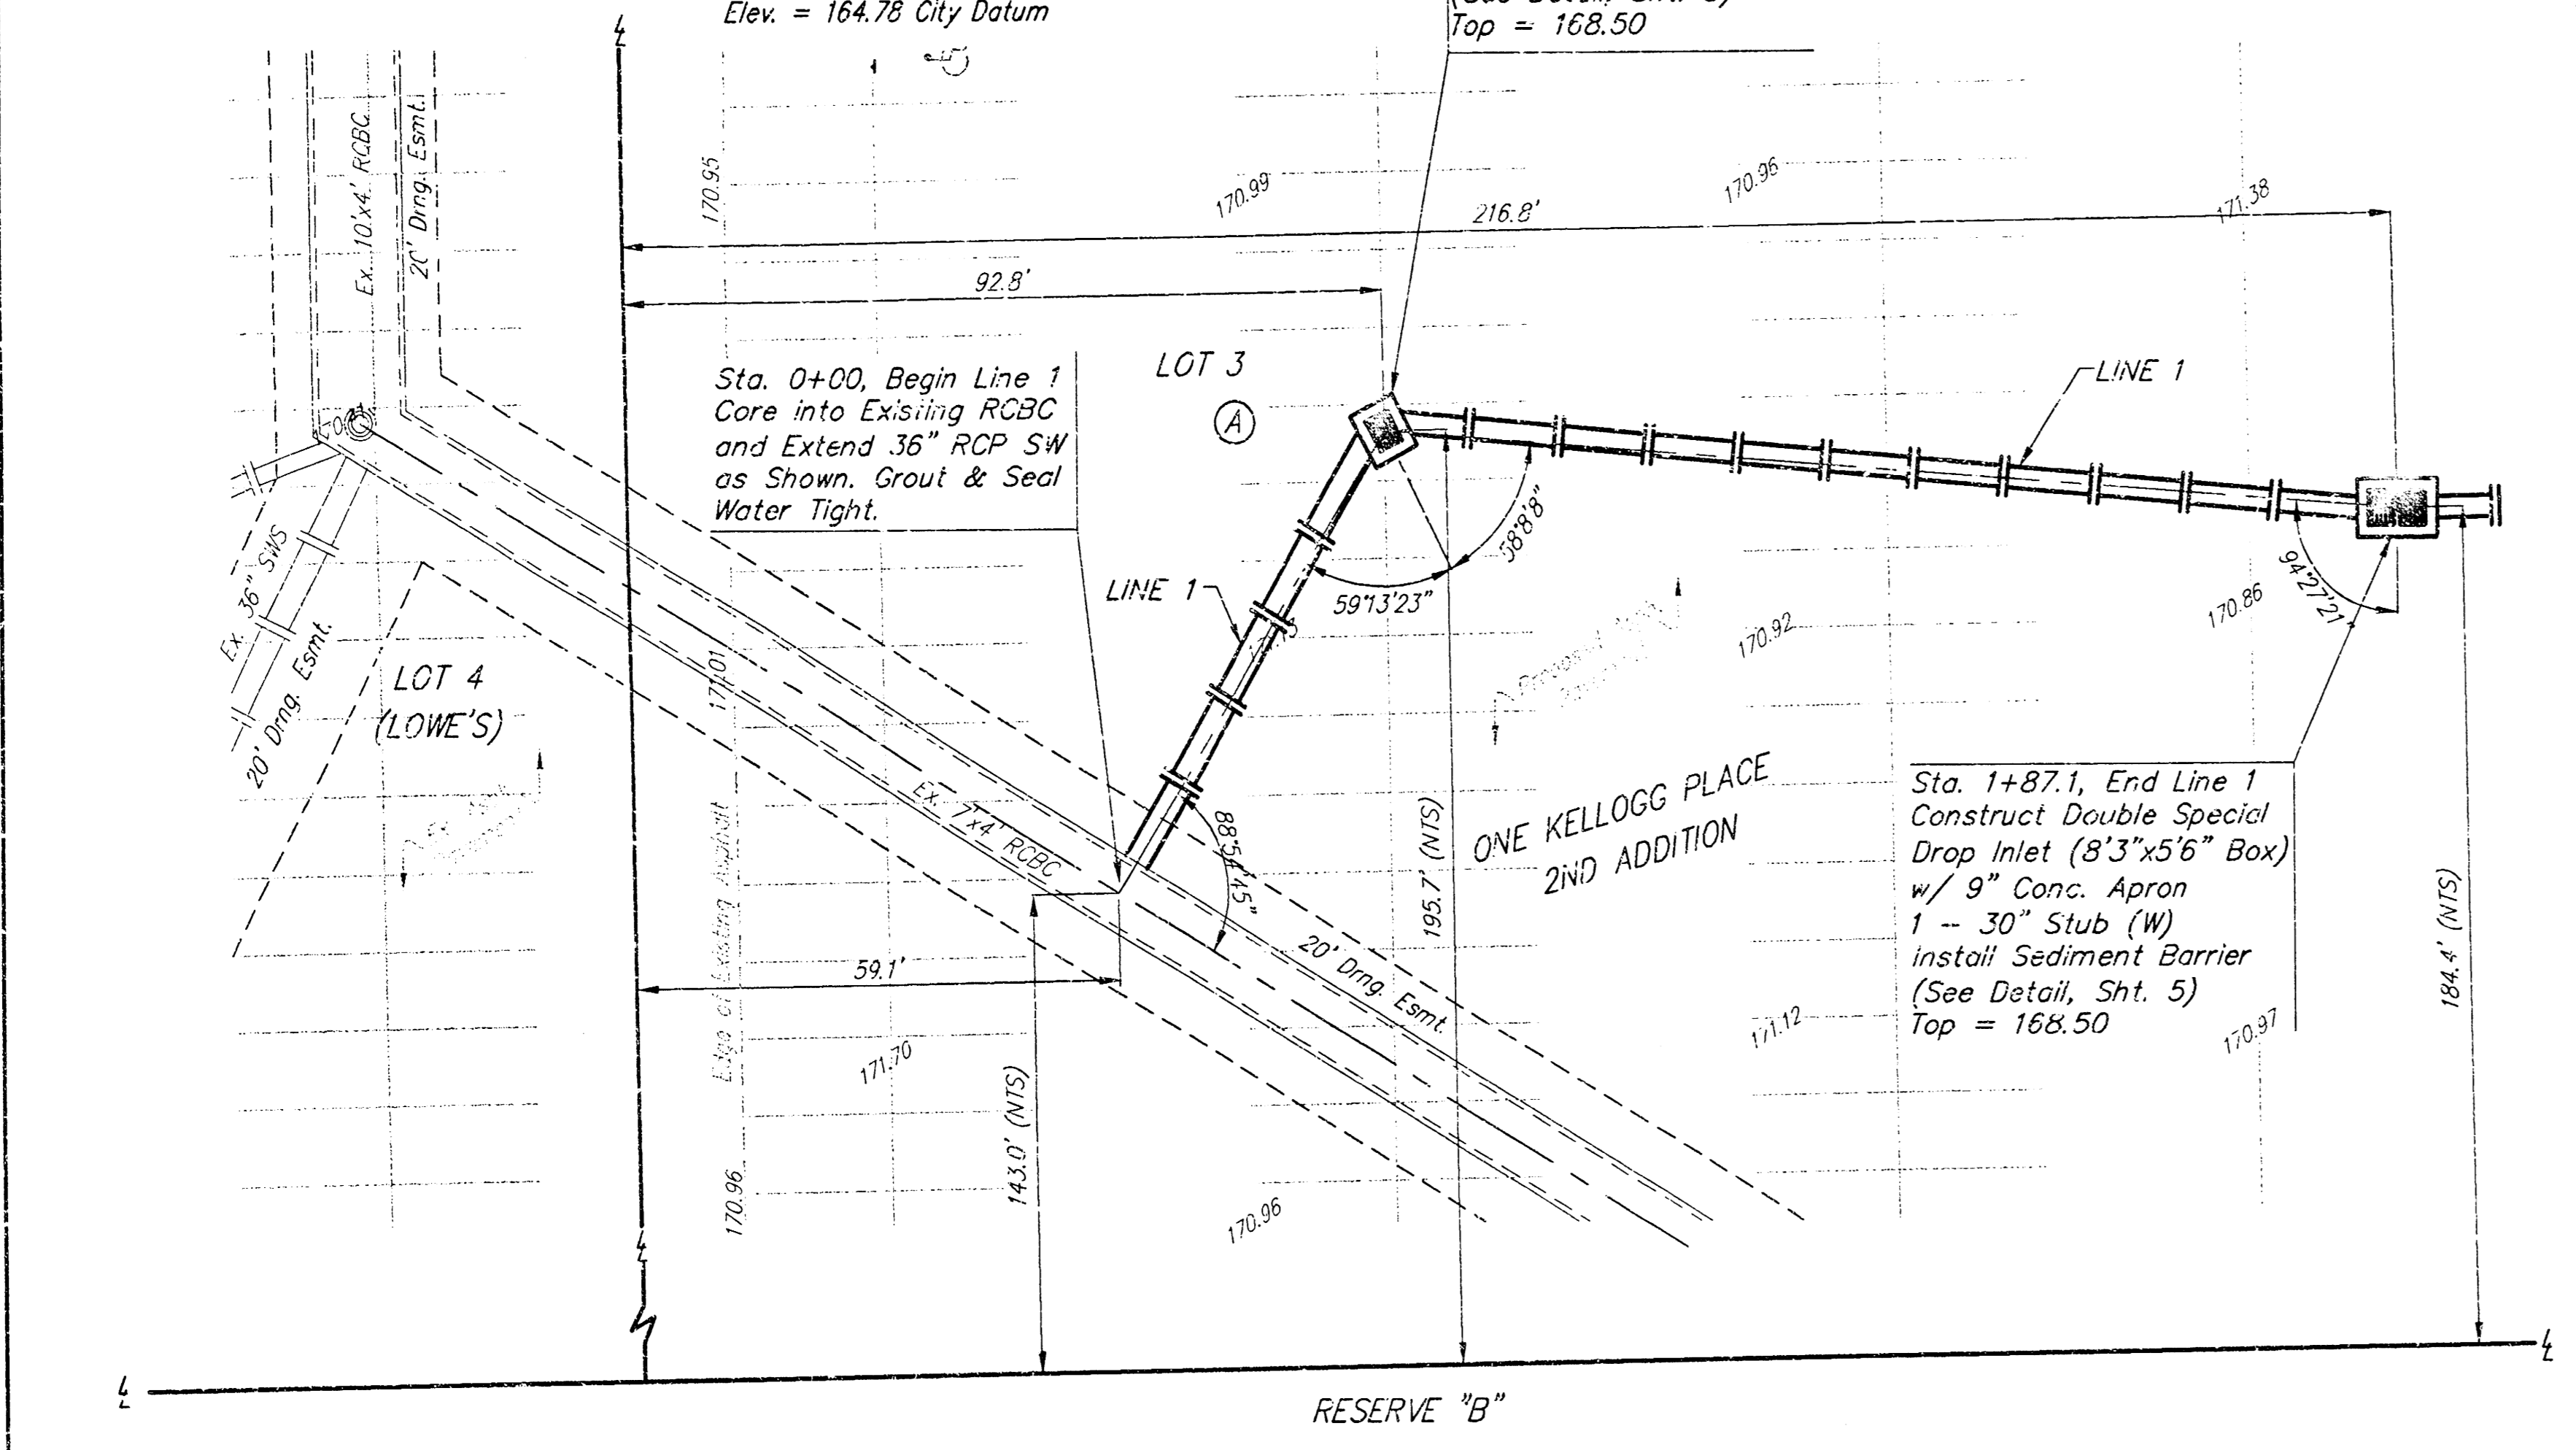 Elev. = 164.78 City Datum
Top = 168.50
Ex. 10'x4' RCBC
20' Drng. Esmt.
170.95
170.99
170.96
171.38
216.8'
92.8'
Sta. 0+00, Begin Line 1
Core into Existing RCBC
and Extend 36" RCP SW
as Shown. Grout & Seal
Water Tight.
LOT 3
A
LINE 1
58°8'8"
59°13'23"
LINE 1
94°27'21"
170.86
170.92
Ex. 36" SWS
20' Drng. Esmt.
LOT 4
(LOWE'S)
171.01
Edge of Existing Asphalt
Ex. 7'x4' RCBC
88°54'45"
195.7' (NTS)
ONE KELLOGG PLACE
2ND ADDITION
Sta. 1+87.1, End Line 1
Construct Double Special
Drop Inlet (8'3"x5'6" Box)
w/ 9" Conc. Apron
1 -- 30" Stub (W)
Install Sediment Barrier
(See Detail, Sht. 5)
Top = 168.50
184.4' (NTS)
59.1'
20' Drng. Esmt.
171.70
171.12
170.97
143.0' (NTS)
170.96
170.96
RESERVE "B"